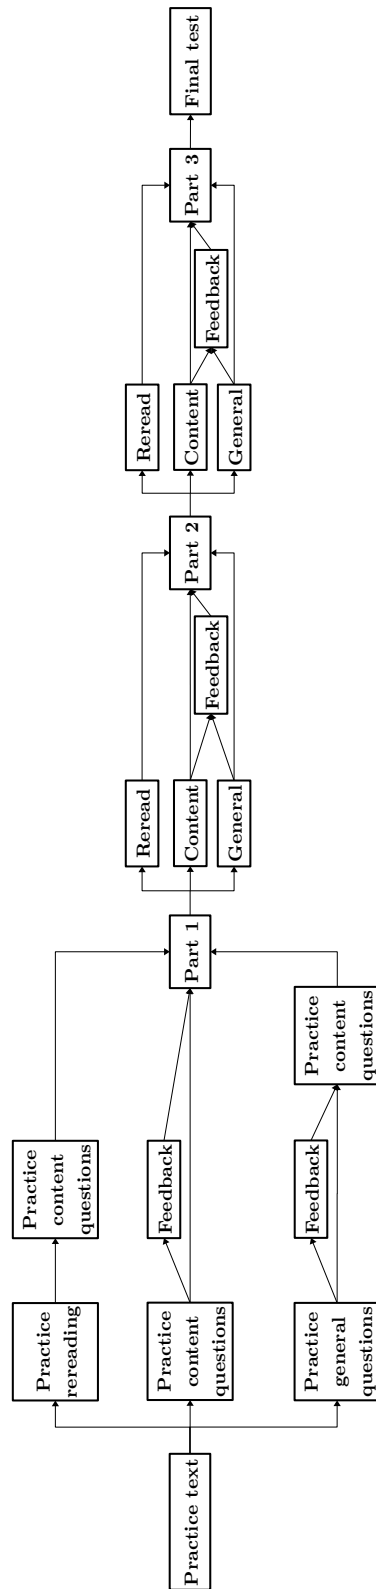 Practice text
Practice
rereading
Practice
content
questions
Practice
general
questions
Practice
content
questions
Feedback
Feedback
Practice
content
questions
Part 1
Reread
Content
General
Feedback
Part 2
Reread
Content
General
Feedback
Part 3
Final test